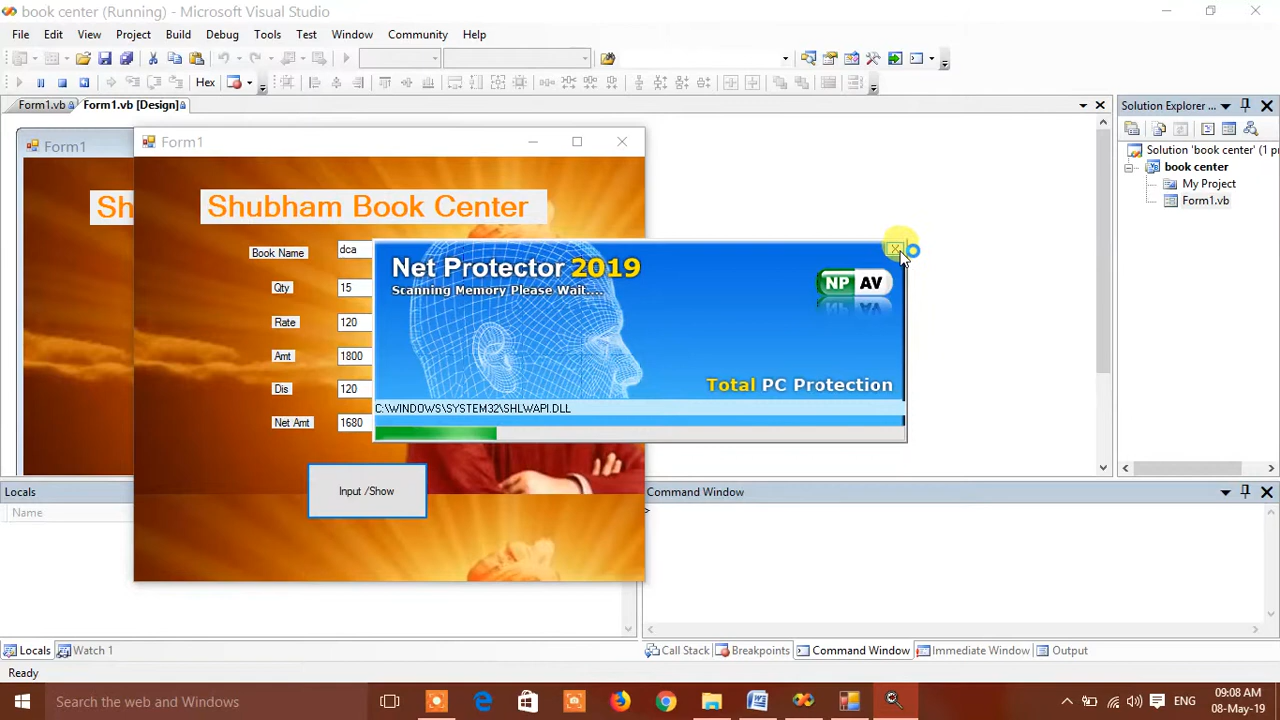 book center (Running) - Microsoft Visual Studio
File Edit View Project Build Debug Tools Test Window Community Help
Hex
Form1.vb Form1.vb [Design]
Solution Explorer ...
Form1
Form1
Solution 'book center' (1 p
book center
My Project
Form1.vb
Sh
Shubham Book Center
Book Name dca
Qty 15
Rate 120
Amt 1800
Dis 120
Net Amt 1680
Input /Show
Net Protector 2019
Scanning Memory Please Wait....
NP AV
Total PC Protection
C:\WINDOWS\SYSTEM32\SHLWAPI.DLL
Locals
Name
Command Window
>
Locals Watch 1
Call Stack Breakpoints Command Window Immediate Window Output
Ready
Search the web and Windows
ENG
09:08 AM
08-May-19